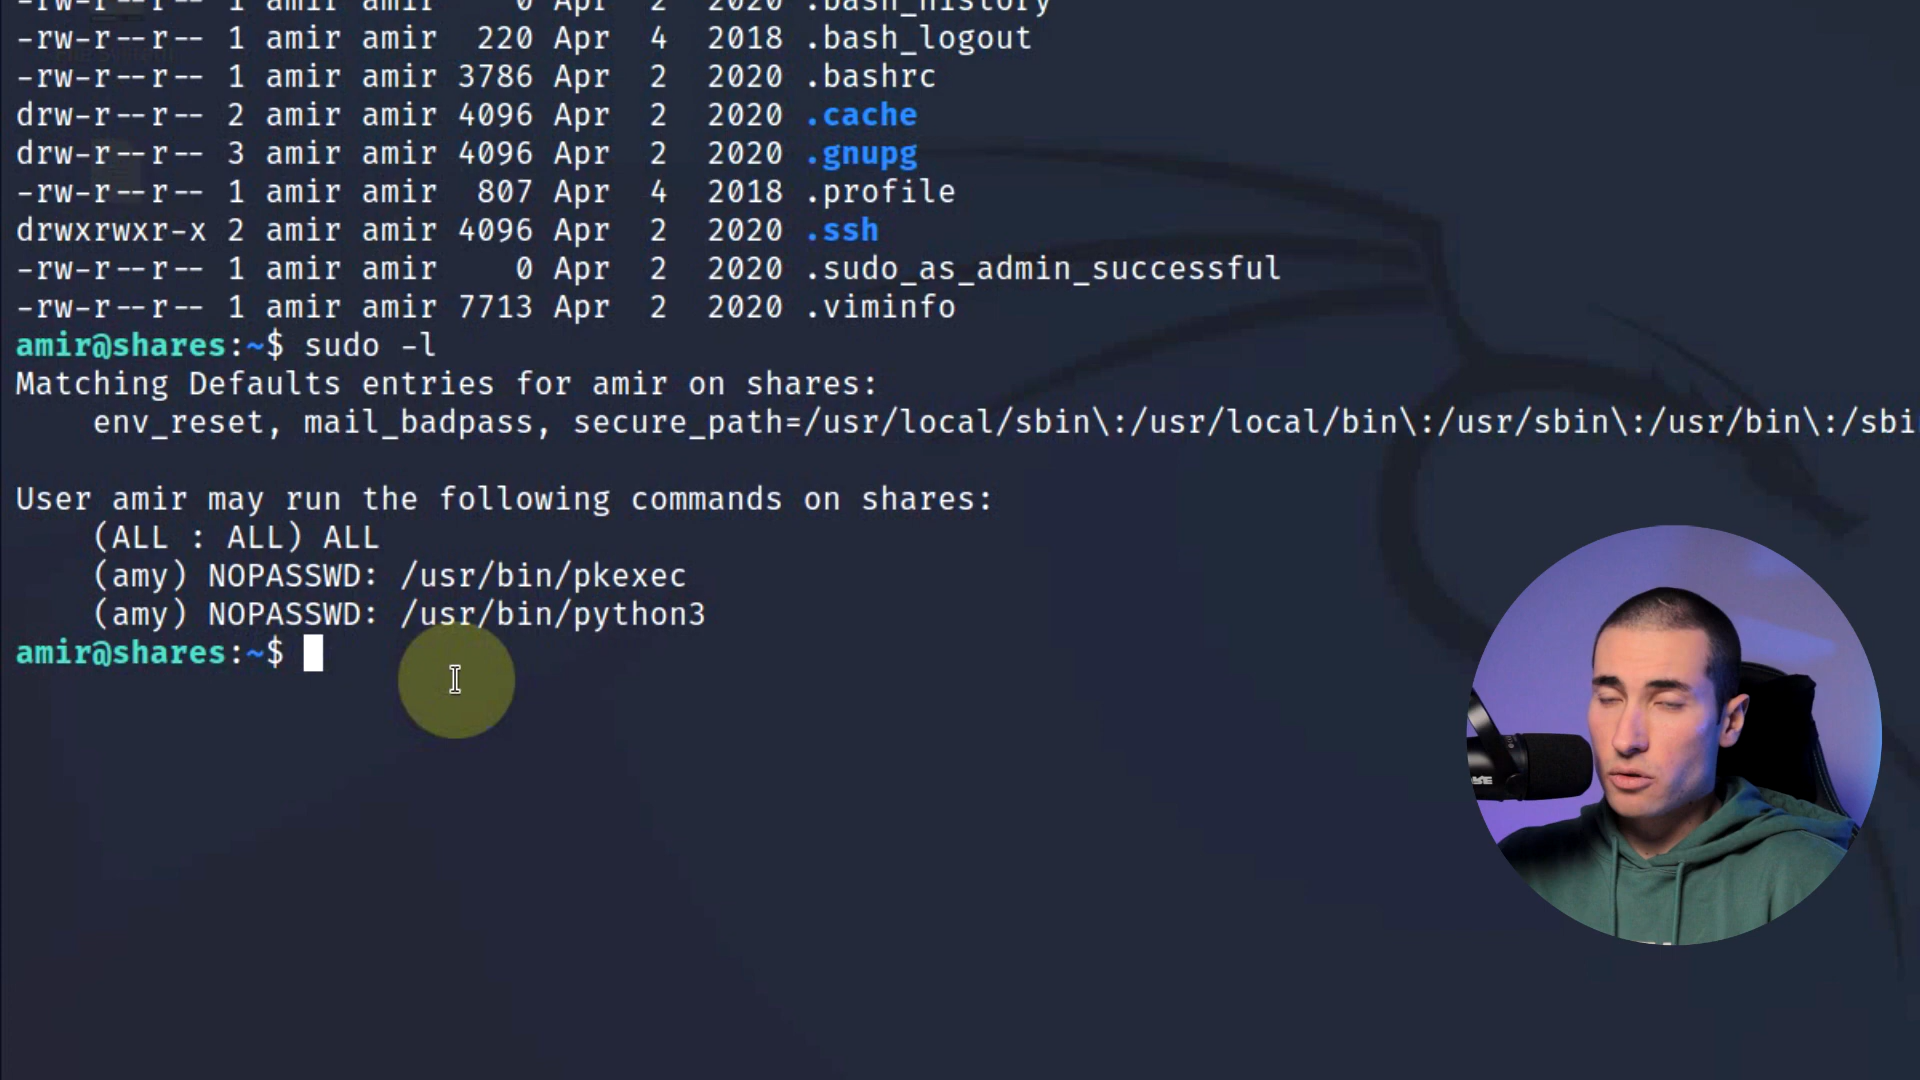 -rw-r--r-- 1 amir amir    0 Apr  2  2020 .bash_history
-rw-r--r-- 1 amir amir  220 Apr  4  2018 .bash_logout
-rw-r--r-- 1 amir amir 3786 Apr  2  2020 .bashrc
drw-r--r-- 2 amir amir 4096 Apr  2  2020 .cache
drw-r--r-- 3 amir amir 4096 Apr  2  2020 .gnupg
-rw-r--r-- 1 amir amir  807 Apr  4  2018 .profile
drwxrwxr-x 2 amir amir 4096 Apr  2  2020 .ssh
-rw-r--r-- 1 amir amir    0 Apr  2  2020 .sudo_as_admin_successful
-rw-r--r-- 1 amir amir 7713 Apr  2  2020 .viminfo
amir@shares:~$ sudo -l
Matching Defaults entries for amir on shares:
    env_reset, mail_badpass, secure_path=/usr/local/sbin\:/usr/local/bin\:/usr/sbin\:/usr/bin\:/sbi

User amir may run the following commands on shares:
    (ALL : ALL) ALL
    (amy) NOPASSWD: /usr/bin/pkexec
    (amy) NOPASSWD: /usr/bin/python3
amir@shares:~$